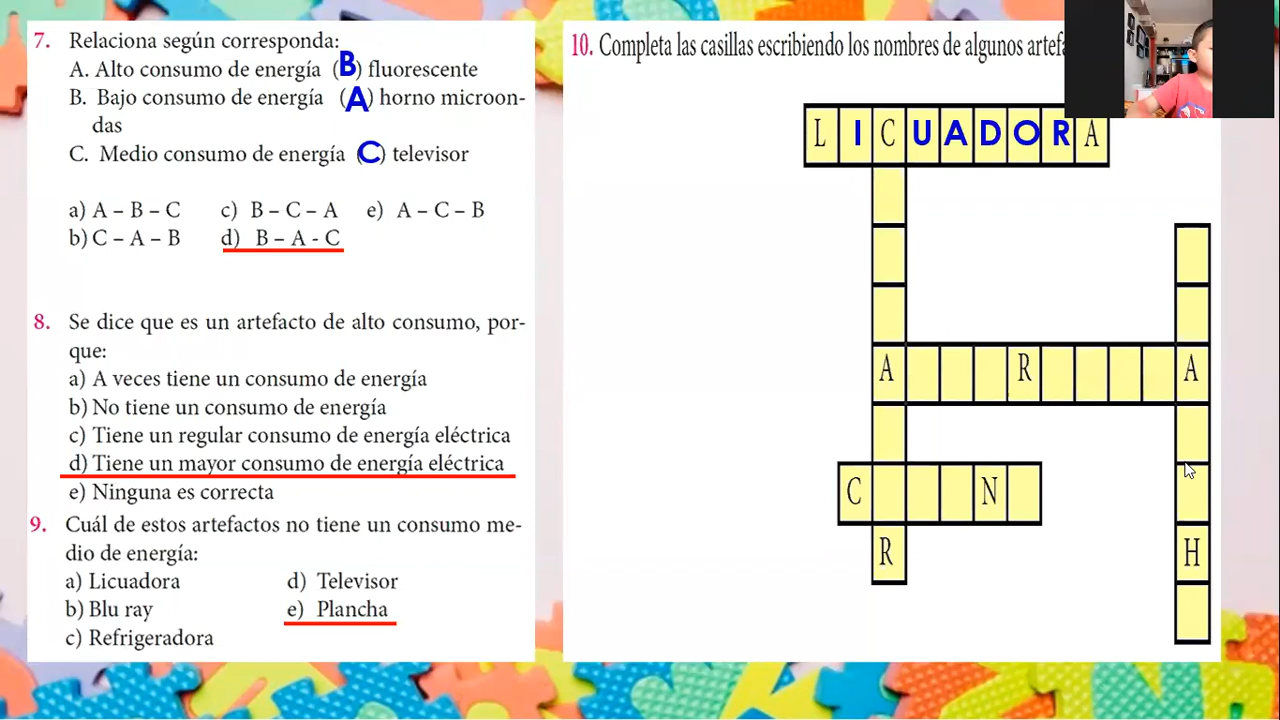 7. Relaciona según corresponda:
A. Alto consumo de energía (B) fluorescente
B. Bajo consumo de energía (A) horno microon-
das
C. Medio consumo de energía (C) televisor
a) A – B – C c) B – C – A e) A – C – B
b) C – A – B d) B – A - C
8. Se dice que es un artefacto de alto consumo, por-
que:
a) A veces tiene un consumo de energía
b) No tiene un consumo de energía
c) Tiene un regular consumo de energía eléctrica
d) Tiene un mayor consumo de energía eléctrica
e) Ninguna es correcta
9. Cuál de estos artefactos no tiene un consumo me-
dio de energía:
a) Licuadora d) Televisor
b) Blu ray e) Plancha
c) Refrigeradora
10. Completa las casillas escribiendo los nombres de algunos
LICUADORA
A R A
C N
R H